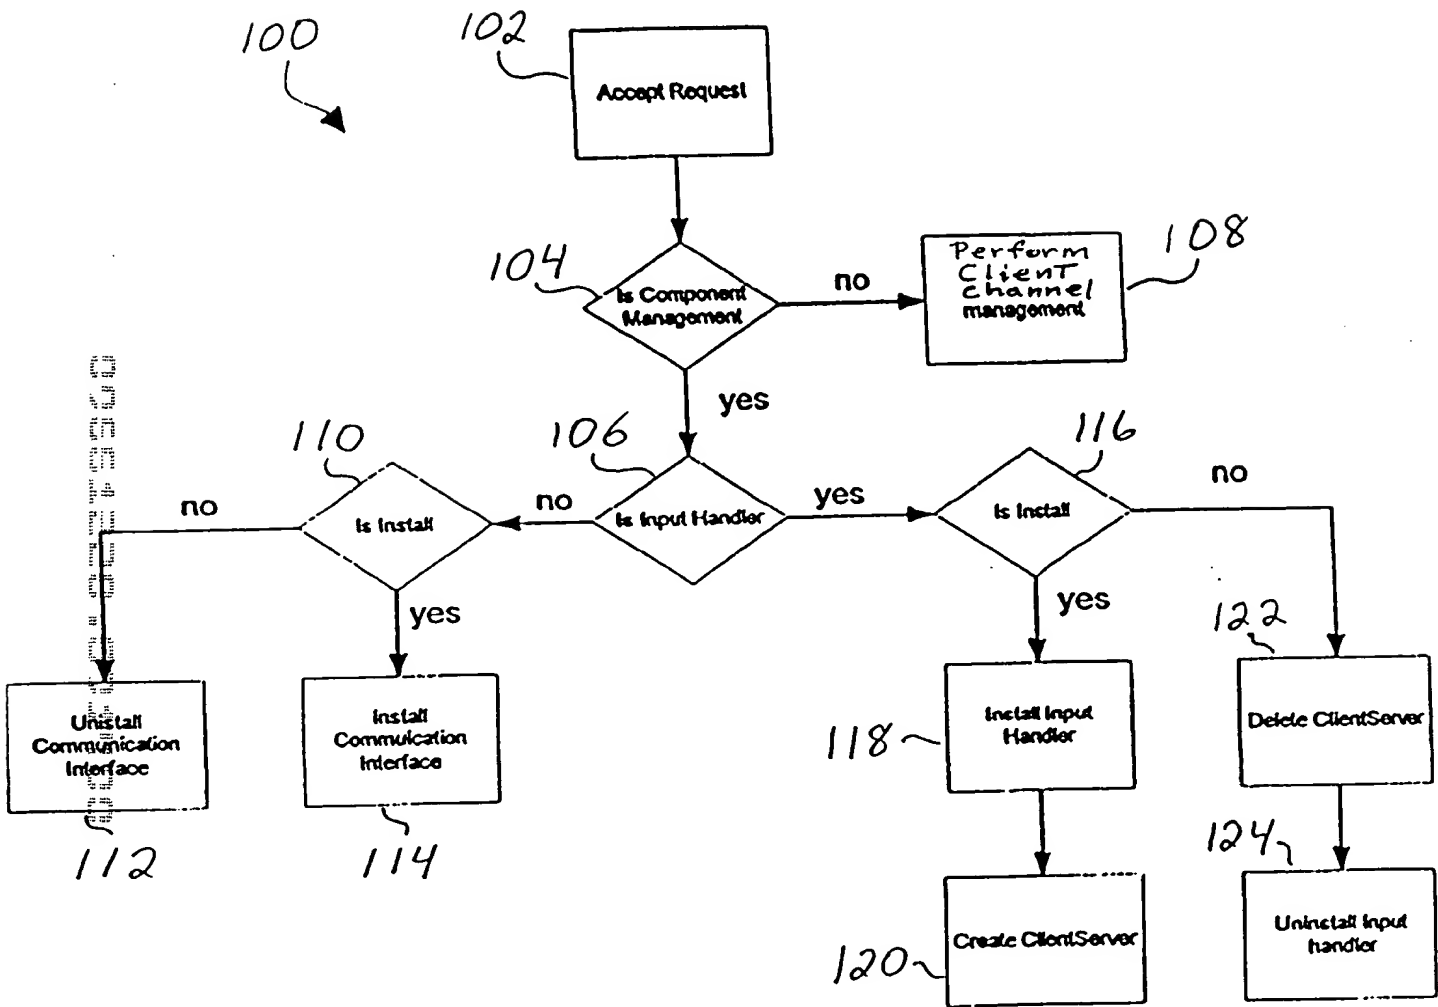 100
102
Accept Request
104
Is Component
Management
no
Perform
Client
channel
management
108
yes
110
106
116
no
Is Install
no
Is Input Handler
yes
Is Install
no
yes
yes
122
Unistall
Communication
Interface
Install
Commuication
Interface
118
Install Input
Handler
Delete ClientServer
112
114
124
120
Create ClientServer
Uninstall Input
handler